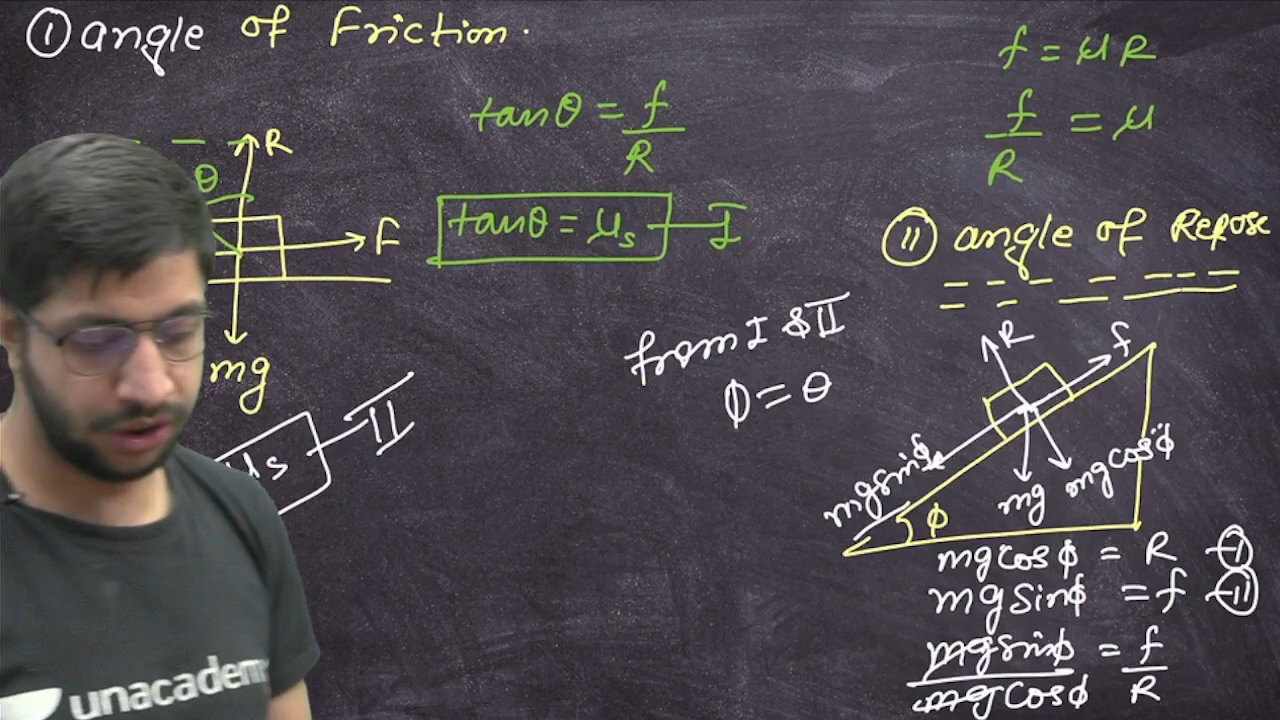 ① angle of Friction.
tanθ = f
R
tanθ = μs — I
R
θ
F
mg
μs — II
f = μR
f
R = μ
⑪ angle of Repose
from I & II
φ = θ
R
f
mgsinφ
mg
mgcosφ
φ
mgcosφ = R —①
mgsinφ = f —⑪
mgsinφ = f
mgcosφ R
unacadem